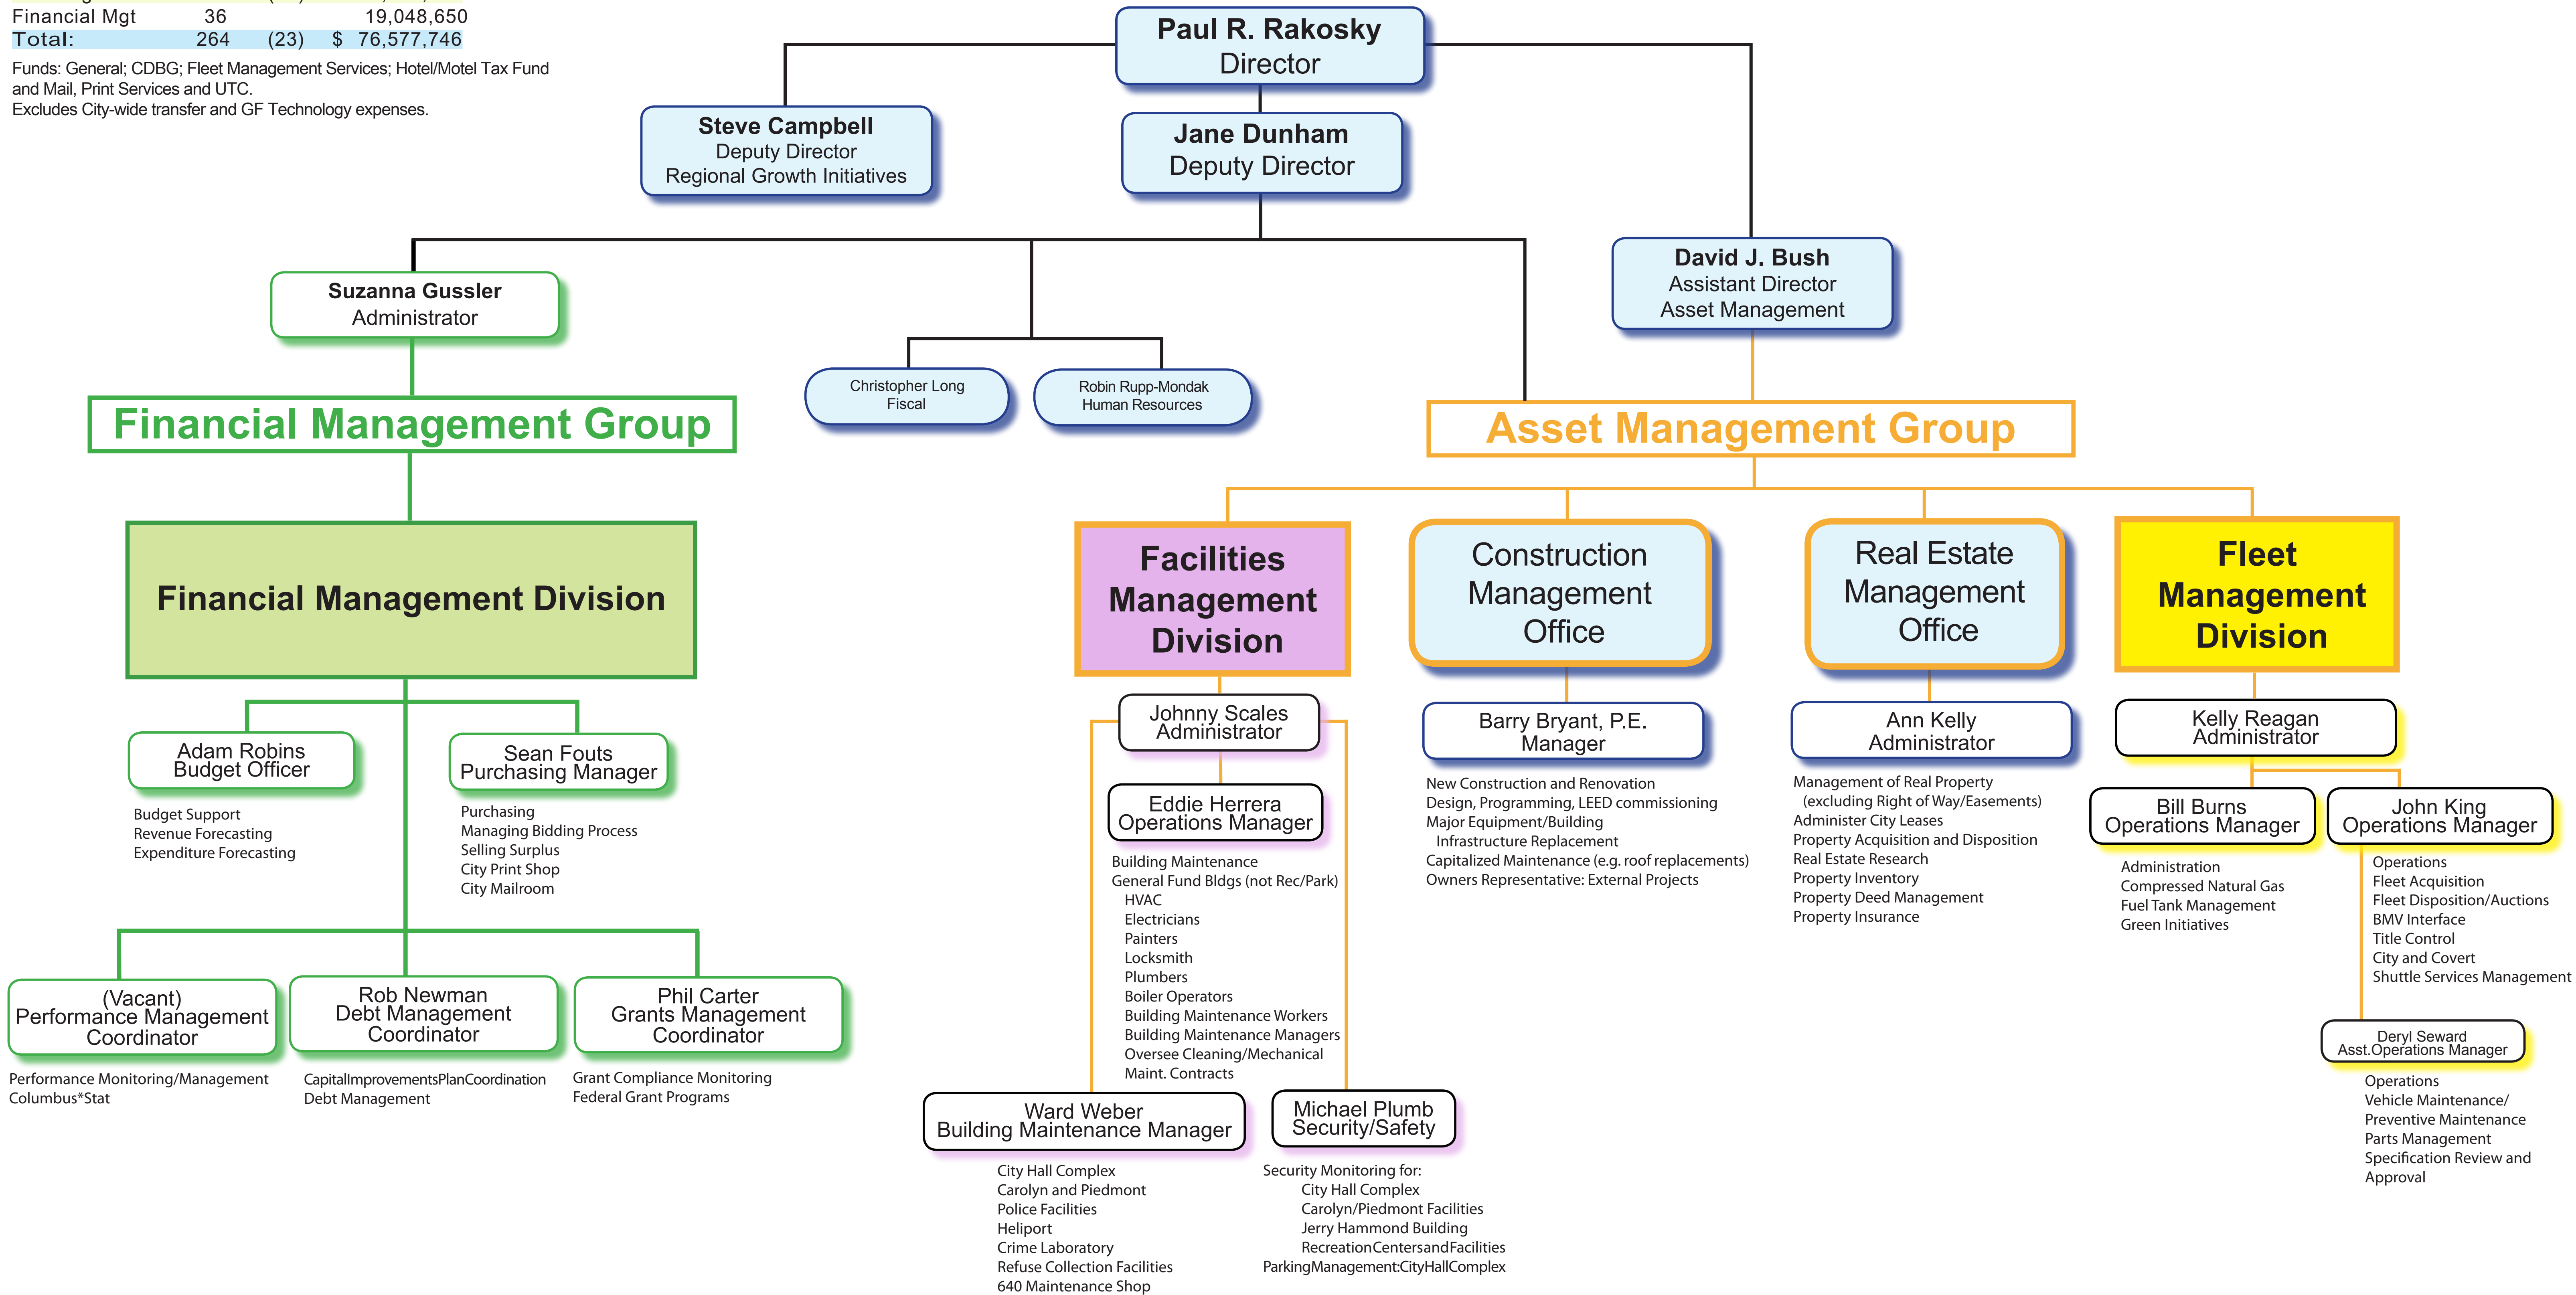 Financial Mgt 36 19,048,650
Total: 264 (23) $ 76,577,746
Funds: General; CDBG; Fleet Management Services; Hotel/Motel Tax Fund
and Mail, Print Services and UTC.
Excludes City-wide transfer and GF Technology expenses.
Paul R. Rakosky
Director
Steve Campbell
Deputy Director
Regional Growth Initiatives
Jane Dunham
Deputy Director
David J. Bush
Assistant Director
Asset Management
Suzanna Gussler
Administrator
Christopher Long
Fiscal
Robin Rupp-Mondak
Human Resources
Financial Management Group
Asset Management Group
Financial Management Division
Adam Robins
Budget Officer
Budget Support
Revenue Forecasting
Expenditure Forecasting
Sean Fouts
Purchasing Manager
Purchasing
Managing Bidding Process
Selling Surplus
City Print Shop
City Mailroom
(Vacant)
Performance Management
Coordinator
Performance Monitoring/Management
Columbus*Stat
Rob Newman
Debt Management
Coordinator
CapitalImprovementsPlanCoordination
Debt Management
Phil Carter
Grants Management
Coordinator
Grant Compliance Monitoring
Federal Grant Programs
Facilities
Management
Division
Johnny Scales
Administrator
Eddie Herrera
Operations Manager
Building Maintenance
General Fund Bldgs (not Rec/Park)
HVAC
Electricians
Painters
Locksmith
Plumbers
Boiler Operators
Building Maintenance Workers
Building Maintenance Managers
Oversee Cleaning/Mechanical
Maint. Contracts
Ward Weber
Building Maintenance Manager
City Hall Complex
Carolyn and Piedmont
Police Facilities
Heliport
Crime Laboratory
Refuse Collection Facilities
640 Maintenance Shop
Michael Plumb
Security/Safety
Security Monitoring for:
City Hall Complex
Carolyn/Piedmont Facilities
Jerry Hammond Building
RecreationCentersandFacilities
ParkingManagement:CityHallComplex
Construction
Management
Office
Barry Bryant, P.E.
Manager
New Construction and Renovation
Design, Programming, LEED commissioning
Major Equipment/Building
Infrastructure Replacement
Capitalized Maintenance (e.g. roof replacements)
Owners Representative: External Projects
Real Estate
Management
Office
Ann Kelly
Administrator
Management of Real Property
(excluding Right of Way/Easements)
Administer City Leases
Property Acquisition and Disposition
Real Estate Research
Property Inventory
Property Deed Management
Property Insurance
Fleet
Management
Division
Kelly Reagan
Administrator
Bill Burns
Operations Manager
Administration
Compressed Natural Gas
Fuel Tank Management
Green Initiatives
John King
Operations Manager
Operations
Fleet Acquisition
Fleet Disposition/Auctions
BMV Interface
Title Control
City and Covert
Shuttle Services Management
Deryl Seward
Asst.Operations Manager
Operations
Vehicle Maintenance/
Preventive Maintenance
Parts Management
Specification Review and
Approval